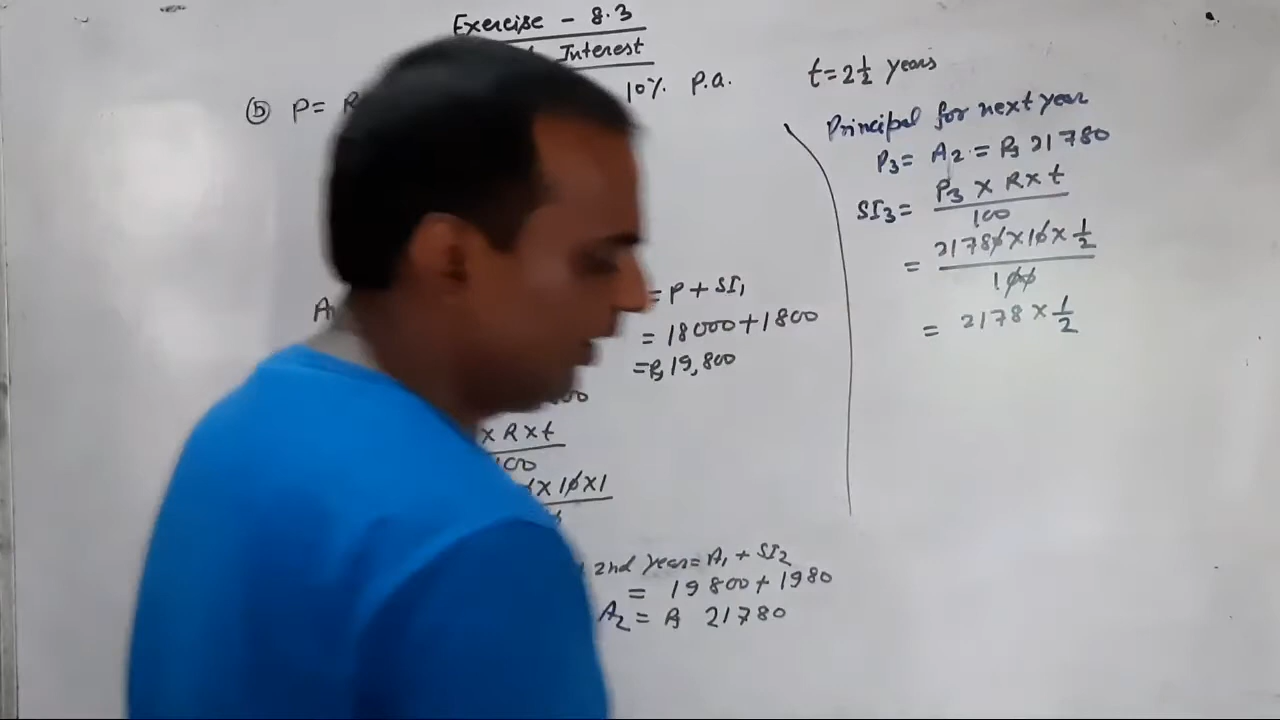 Exercise - 8.3
Interest
(b) P= 10% p.a.
= P + SI₁
= 18000+1800
=₨ 19,800
x R x t
100
x 10 x 1
2nd year = A₁ + SI₂
= 19800+1980
A₂ = ₨ 21780
t=2½ years
Principal for next year
P₃= A₂ = ₨ 21780
SI₃= P₃ x R x t / 100
= 21780 x 10 x ½ / 100
= 2178 x ½